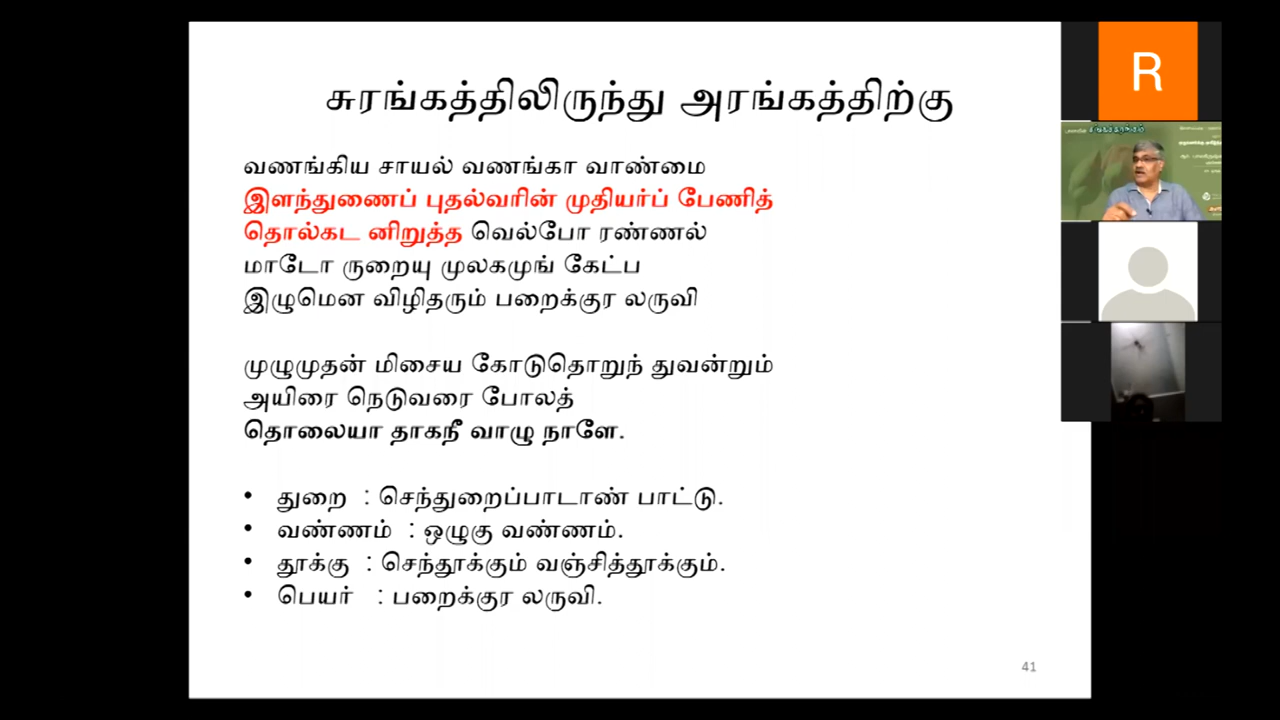 சுரங்கத்திலிருந்து அரங்கத்திற்கு
வணங்கிய சாயல் வணங்கா வாண்மை
இளந்துணைப் புதல்வரின் முதியர்ப் பேணித்
தொல்கட னிறுத்த வெல்போ ரண்ணல்
மாடோ ருறையு முலகமுங் கேட்ப
இழுமென விழிதரும் பறைக்குர லருவி
முழுமுதன் மிசைய கோடுதொறுந் துவன்றும்
அயிரை நெடுவரை போலத்
தொலையா தாகநீ வாழு நாளே.
• துறை : செந்துறைப்பாடாண் பாட்டு.
• வண்ணம் : ஒழுகு வண்ணம்.
• தூக்கு : செந்தூக்கும் வஞ்சித்தூக்கும்.
• பெயர் : பறைக்குர லருவி.
41
R